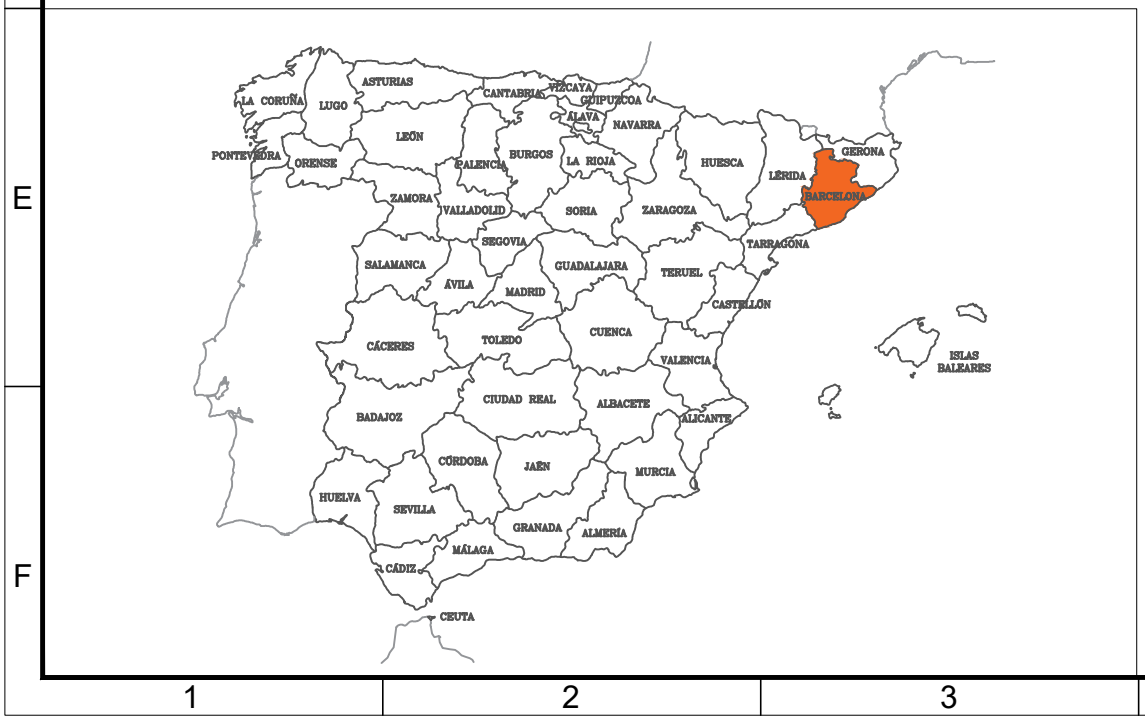 ASTURIAS
CANTABRIA
VIZCAYA
GUIPUZCOA
LA CORUÑA
LUGO
ÁLAVA
NAVARRA
LEÓN
PONTEVEDRA
ORENSE
PALENCIA
BURGOS
LA RIOJA
HUESCA
LÉRIDA
GERONA
E
ZAMORA
VALLADOLID
SORIA
ZARAGOZA
BARCELONA
SEGOVIA
TARRAGONA
SALAMANCA
ÁVILA
MADRID
GUADALAJARA
TERUEL
CASTELLÓN
CÁCERES
TOLEDO
CUENCA
VALENCIA
ISLAS
BALEARES
BADAJOZ
CIUDAD REAL
ALBACETE
ALICANTE
CÓRDOBA
JAÉN
MURCIA
HUELVA
SEVILLA
GRANADA
ALMERÍA
MÁLAGA
F
CÁDIZ
CEUTA
1
2
3